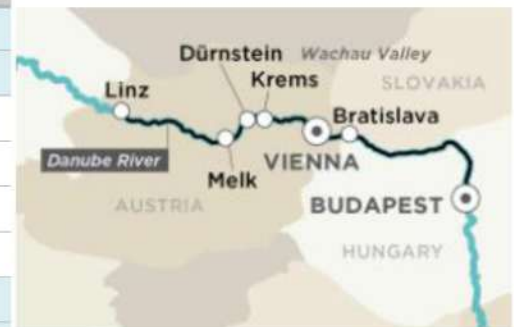 Dürnstein Wachau Valley
Krems
SLOVAKIA
Linz
Bratislava
Danube River
VIENNA
Melk
AUSTRIA
BUDAPEST
HUNGARY